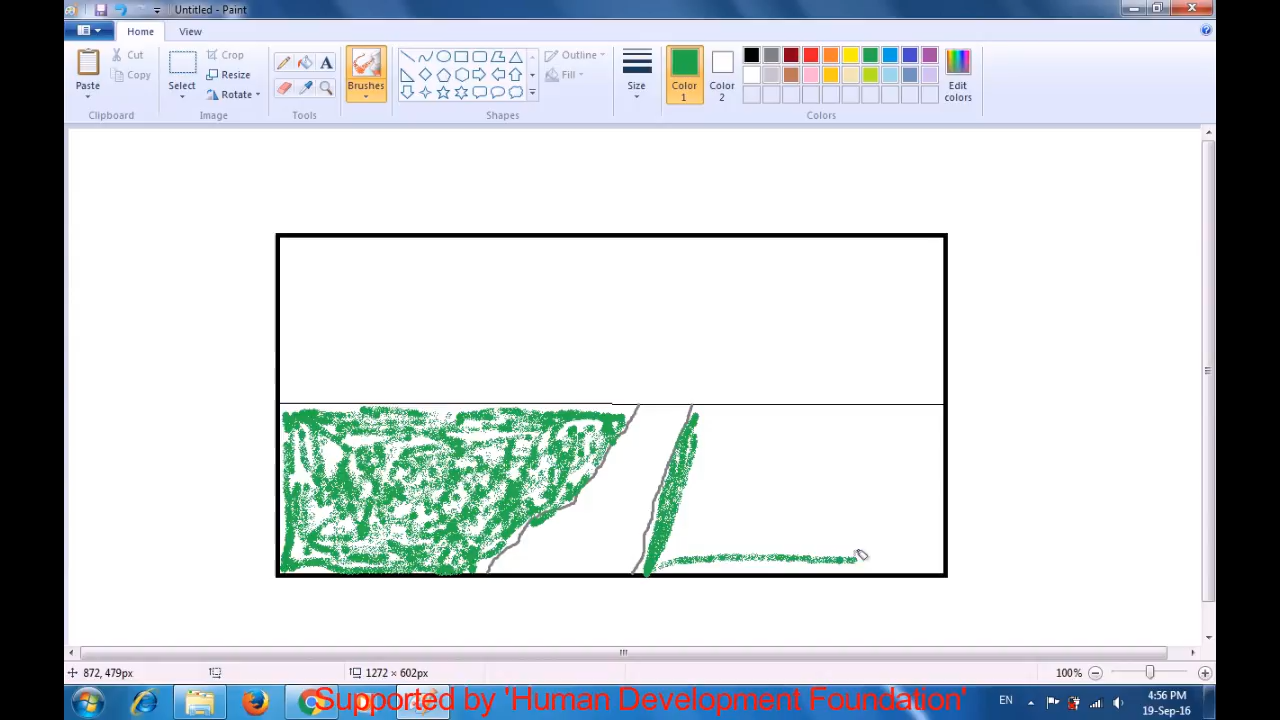 Untitled - Paint
Home View
Cut
Copy
Paste
Clipboard
Select
Crop
Resize
Rotate
Image
A
Tools
Brushes
Outline
Fill
Shapes
Size
Color 1
Color 2
Edit colors
Colors
872, 479px
1272 × 602px
100%
EN
4:56 PM
19-Sep-16
Supported by 'Human Development Foundation'